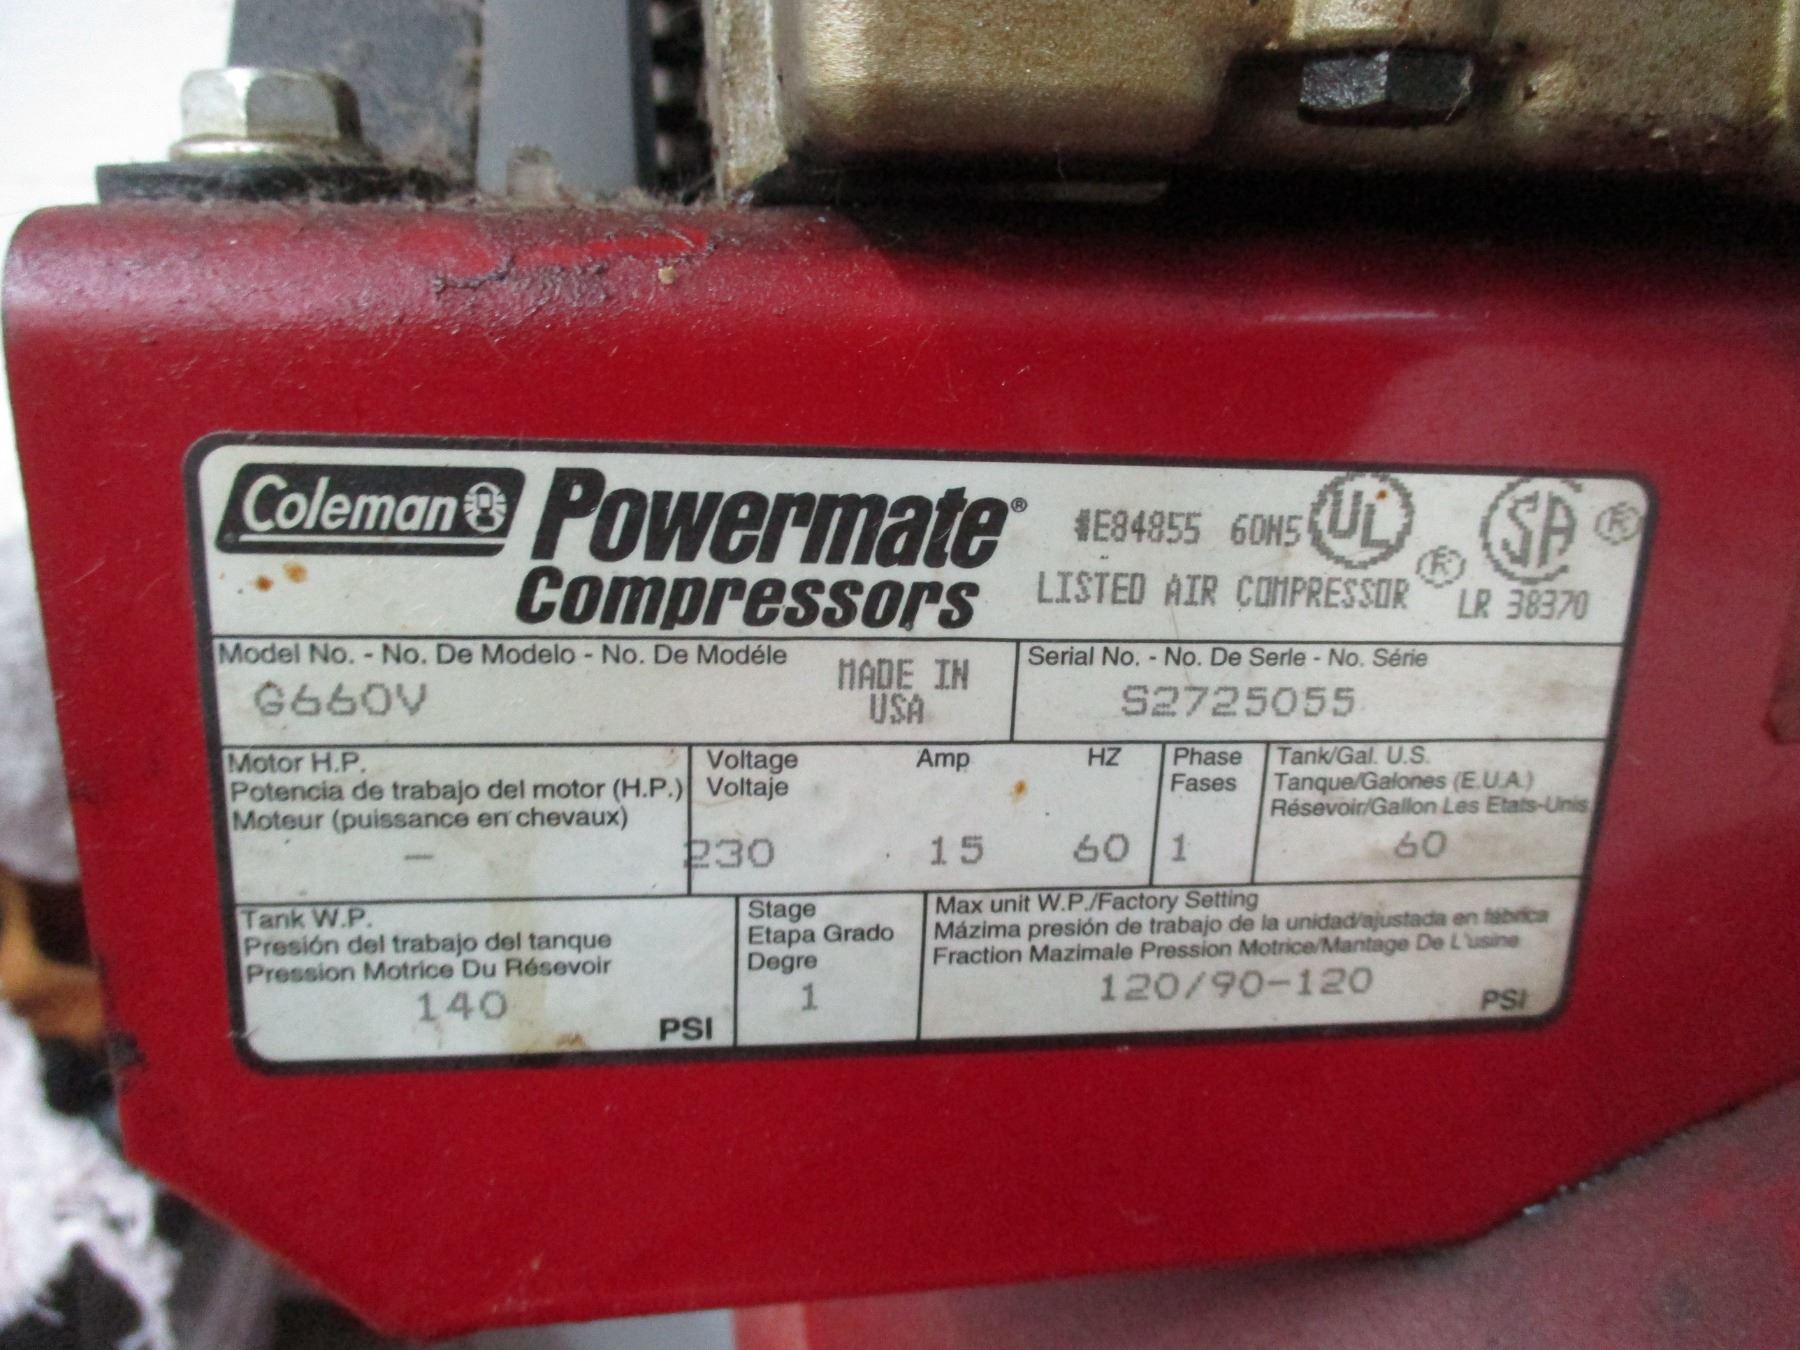 Coleman Powermate® #E84855 60N5 UL ® SA ®
Compressors LISTED AIR COMPRESSOR LR 38370
Model No. - No. De Modelo - No. De Modéle
G660V
MADE IN
USA
Serial No. - No. De Serle - No. Série
S2725055
Motor H.P.
Potencia de trabajo del motor (H.P.)
Moteur (puissance en chevaux)
-
Voltage Amp HZ
Voltaje
230 15 60
Phase
Fases
1
Tank/Gal. U.S.
Tanque/Galones (E.U.A.)
Résevoir/Gallon Les Etats-Unis
60
Tank W.P.
Presión del trabajo del tanque
Pression Motrice Du Résevoir
140
PSI
Stage
Etapa Grado
Degre
1
Max unit W.P./Factory Setting
Mázima presión de trabajo de la unidad/ajustada en fábrica
Fraction Mazimale Pression Motrice/Mantage De L'usine
120/90-120
PSI